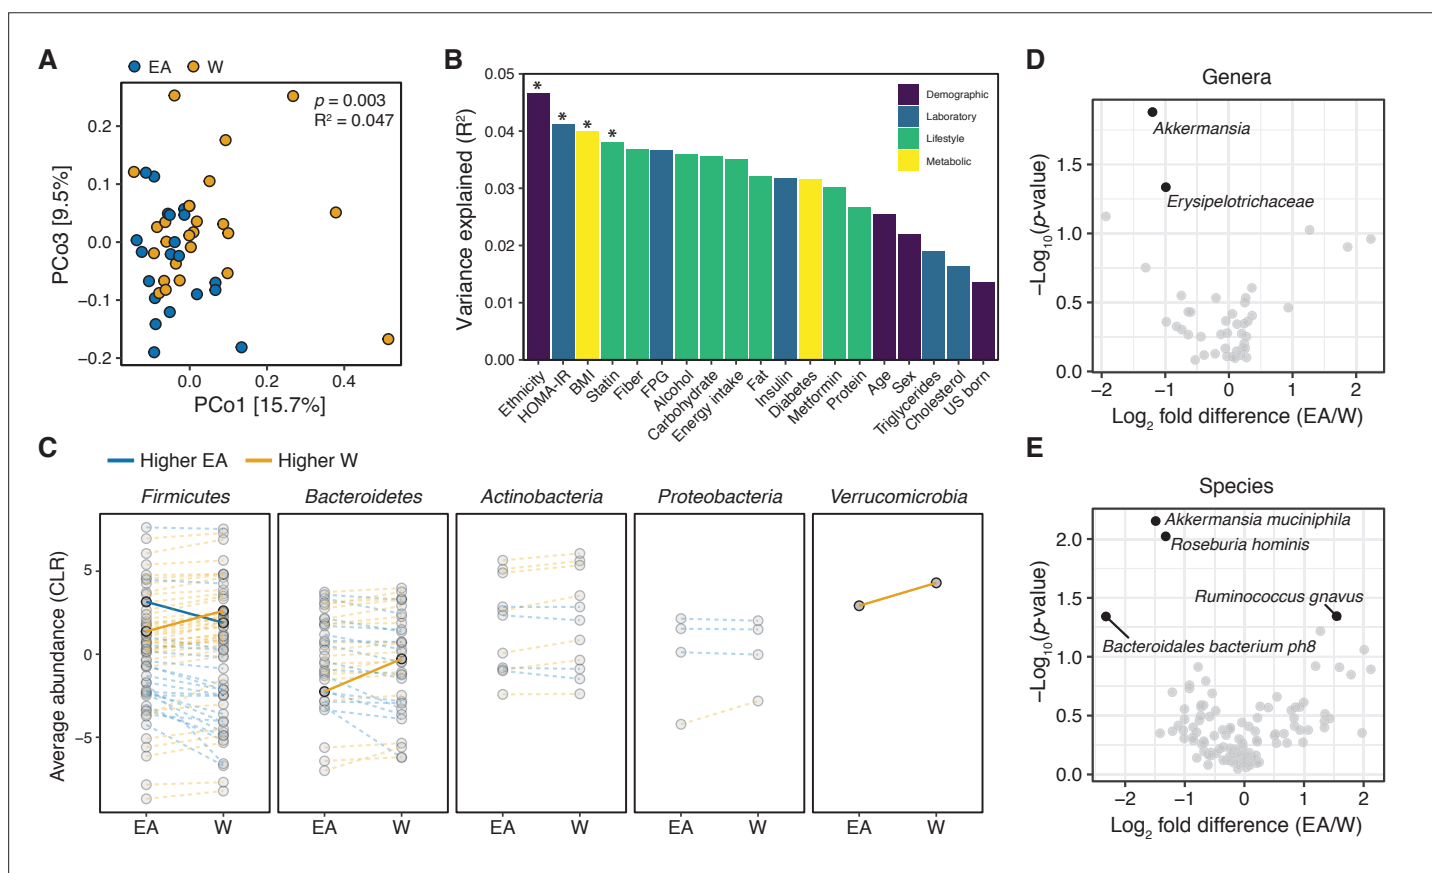 A
EA
W
p = 0.003
R² = 0.047
PCo3 [9.5%]
0.2
0.1
0.0
−0.1
−0.2
0.0
0.2
0.4
PCo1 [15.7%]
B
Variance explained (R²)
0.05
0.04
0.03
0.02
0.01
0.00
*
*
*
*
Demographic
Laboratory
Lifestyle
Metabolic
Ethnicity
HOMA-IR
BMI
Statin
Fiber
FPG
Alcohol
Carbohydrate
Energy intake
Fat
Insulin
Diabetes
Metformin
Protein
Age
Sex
Triglycerides
Cholesterol
US born
C
Higher EA
Higher W
Firmicutes
Bacteroidetes
Actinobacteria
Proteobacteria
Verrucomicrobia
Average abundance (CLR)
5
0
−5
EA
W
EA
W
EA
W
EA
W
EA
W
D
Genera
−Log₁₀(p-value)
1.5
1.0
0.5
0.0
Akkermansia
Erysipelotrichaceae
−2
−1
0
1
2
Log₂ fold difference (EA/W)
E
Species
−Log₁₀(p-value)
2.0
1.5
1.0
0.5
0.0
Akkermansia muciniphila
Roseburia hominis
Ruminococcus gnavus
Bacteroidales bacterium ph8
−2
−1
0
1
2
Log₂ fold difference (EA/W)